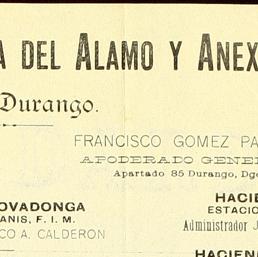 A DEL ALAMO Y ANEX
Durango.
FRANCISCO GOMEZ PA
APODERADO GENE
Apartado 85 Durango, Dg
OVADONGA
ANIS, F. I. M.
CO A. CALDERON
HACIE
ESTACIO
Administrador J
HACIEN